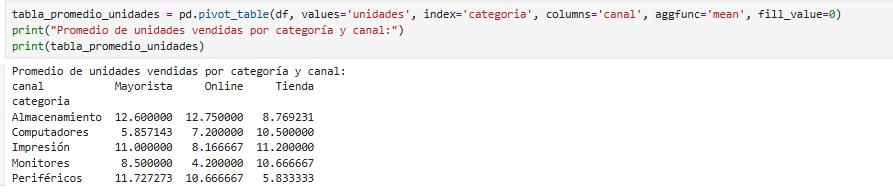 tabla_promedio_unidades = pd.pivot_table(df, values='unidades', index='categoria', columns='canal', aggfunc='mean', fill_value=0)
print("Promedio de unidades vendidas por categoría y canal:")
print(tabla_promedio_unidades)
Promedio de unidades vendidas por categoría y canal:
canal           Mayorista     Online     Tienda
categoria
Almacenamiento  12.600000  12.750000   8.769231
Computadores     5.857143   7.200000  10.500000
Impresión       11.000000   8.166667  11.200000
Monitores        8.500000   4.200000  10.666667
Periféricos     11.727273  10.666667   5.833333